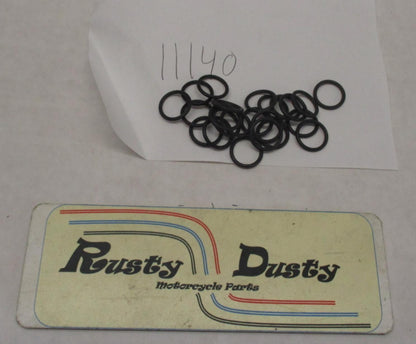 11140
Rusty Dusty
Motorcycle Parts